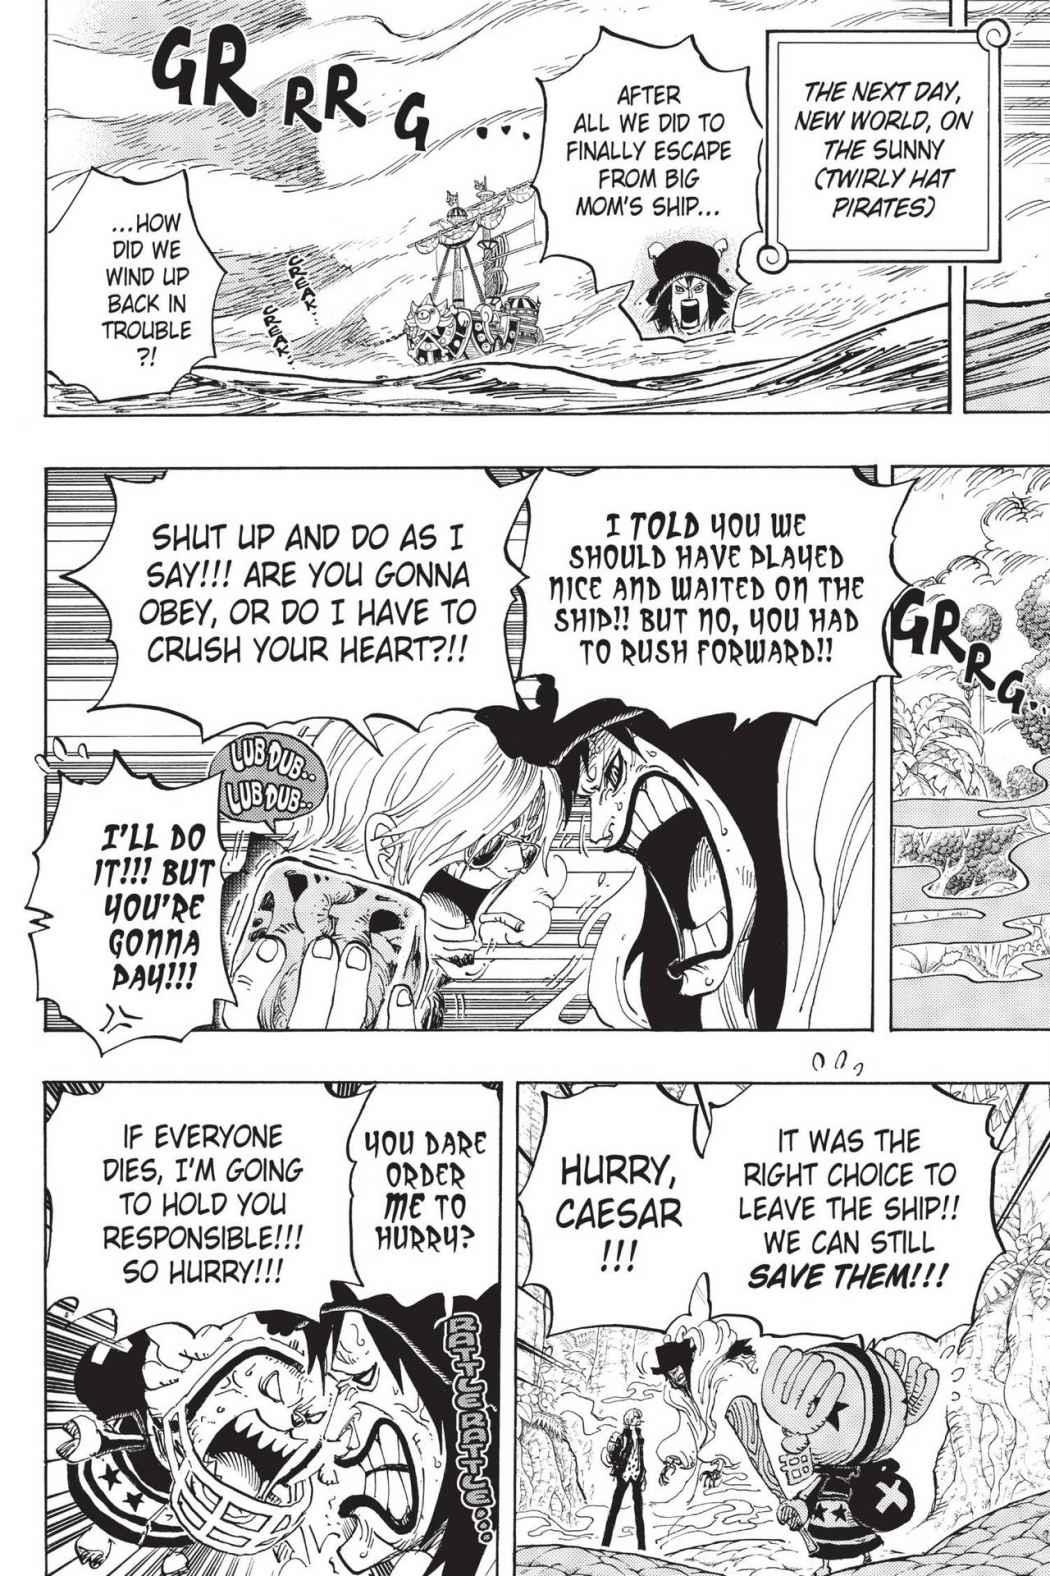 THE NEXT DAY,
NEW WORLD, ON
THE SUNNY
(TWIRLY HAT
PIRATES)
AFTER
ALL WE DID TO
FINALLY ESCAPE
FROM BIG
MOM'S SHIP...
GRRRG...
CREAK...
CREAK...
...HOW
DID WE
WIND UP
BACK IN
TROUBLE
?!
GRRRG...
I TOLD YOU WE
SHOULD HAVE PLAYED
NICE AND WAITED ON THE
SHIP!! BUT NO, YOU HAD
TO RUSH FORWARD!!
SHUT UP AND DO AS I
SAY!!! ARE YOU GONNA
OBEY, OR DO I HAVE TO
CRUSH YOUR HEART?!!
LUB DUB..
LUB DUB..
I'LL DO
IT!!! BUT
YOU'RE
GONNA
PAY!!!
IT WAS THE
RIGHT CHOICE TO
LEAVE THE SHIP!!
WE CAN STILL
SAVE THEM!!!
HURRY,
CAESAR
!!!
YOU DARE
ORDER
ME TO
HURRY?
IF EVERYONE
DIES, I'M GOING
TO HOLD YOU
RESPONSIBLE!!!
SO HURRY!!!
RATTLE RATTLE...